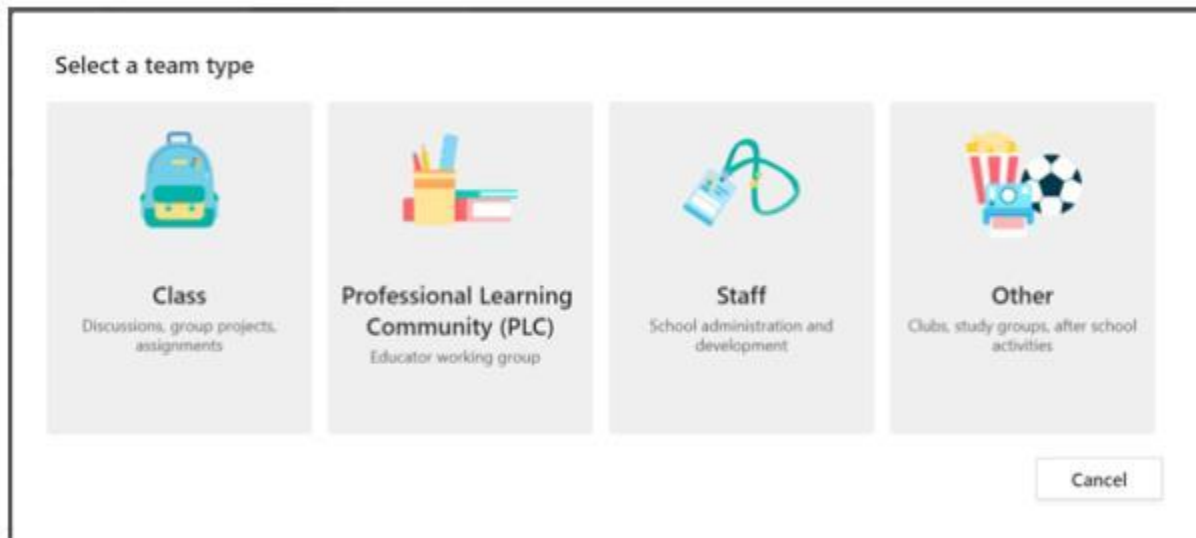 Select a team type
Class
Discussions, group projects,
assignments
Professional Learning
Community (PLC)
Educator working group
Staff
School administration and
development
Other
Clubs, study groups, after school
activities
Cancel